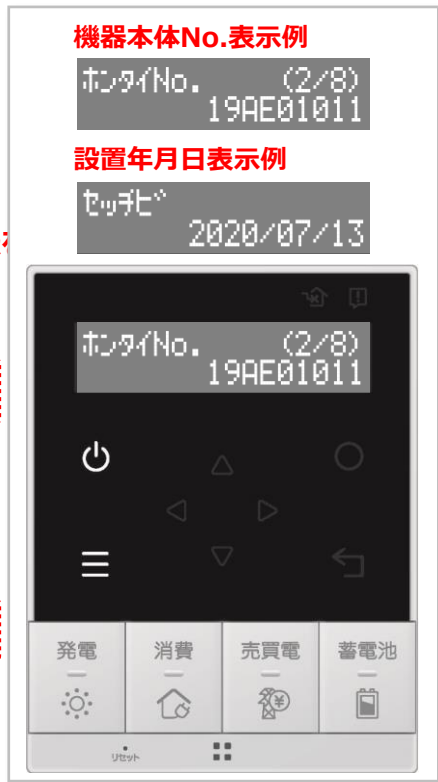 機器本体No.表示例
ホンタイNo. (2/8)
19AE01011
設置年月日表示例
セッチビ
2020/07/13
ホンタイNo. (2/8)
19AE01011
発電 消費 売買電 蓄電池
リセット